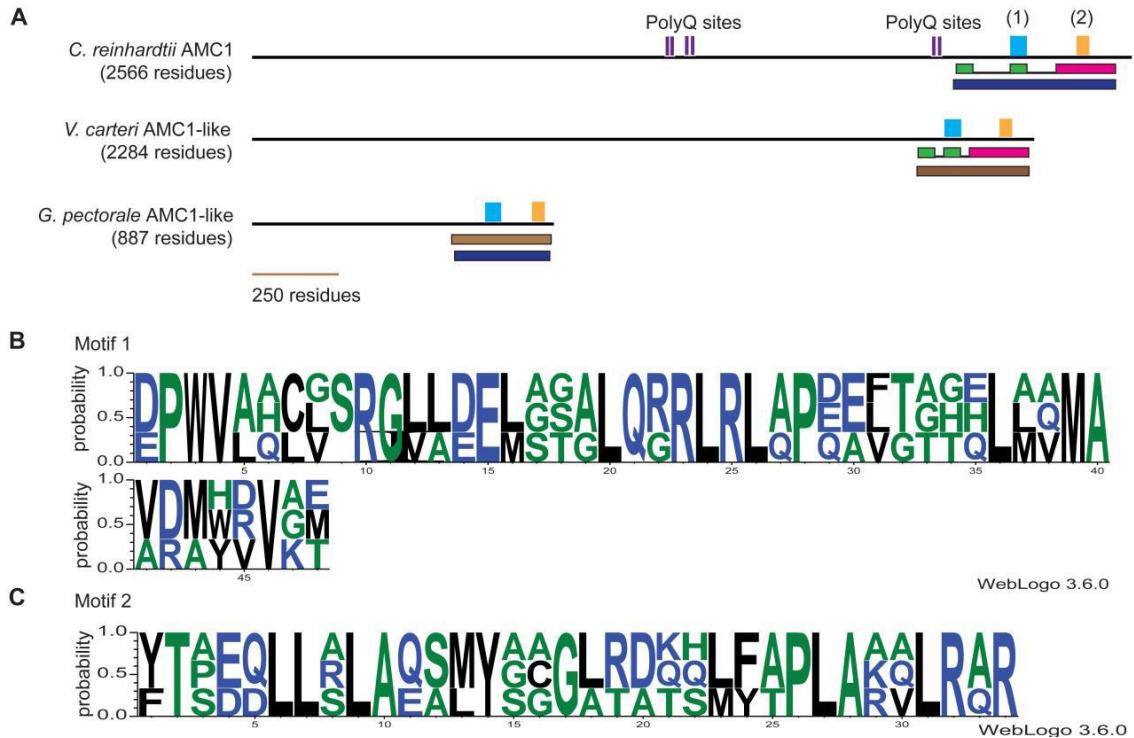 A
PolyQ sites PolyQ sites (1) (2)
C. reinhardtii AMC1
(2566 residues)
V. carteri AMC1-like
(2284 residues)
G. pectorale AMC1-like
(887 residues)
250 residues
B Motif 1
probability
1.0
0.5
0.0
5 10 15 20 25 30 35 40
probability
1.0
0.5
0.0
45
WebLogo 3.6.0
C Motif 2
probability
1.0
0.5
0.0
5 10 15 20 25 30
WebLogo 3.6.0